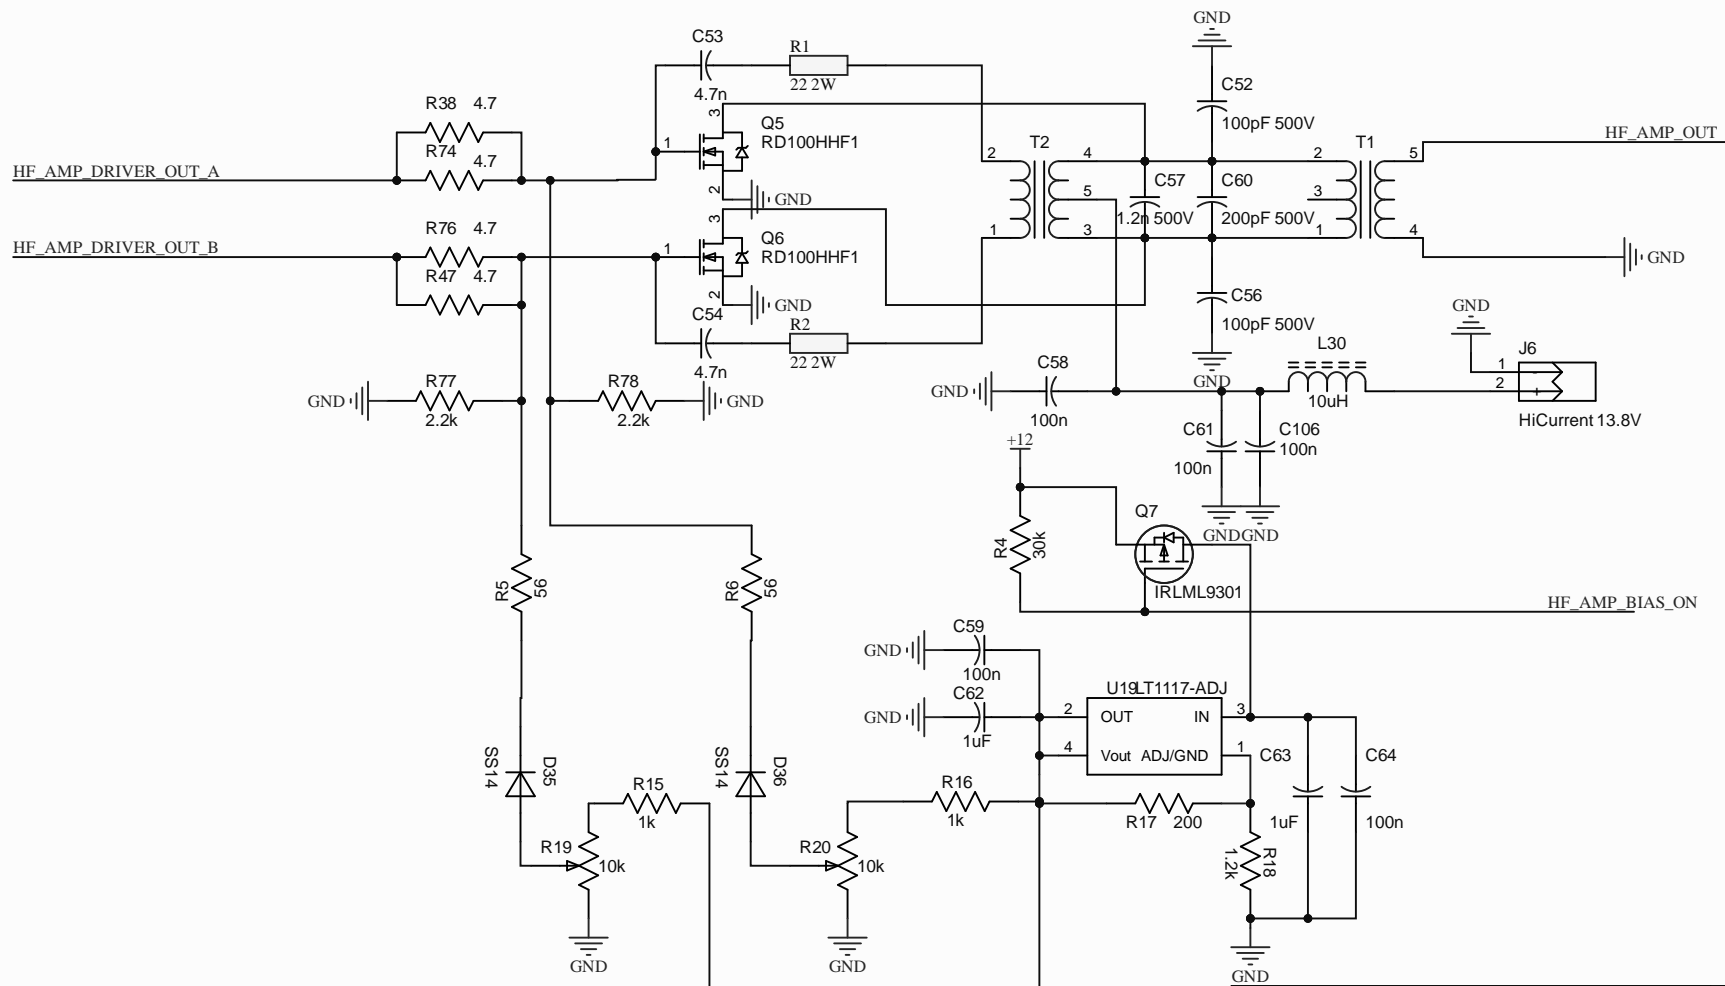 GND
C53
R1
22 2W
4.7n
C52
100pF 500V
R38 4.7
R74
4.7
3
Q5
RD100HHF1
1
HF_AMP_OUT
T2
T1
2
4
2
5
HF_AMP_DRIVER_OUT_A
2
GND
5
C57
1.2n 500V
C60
200pF 500V
3
R76 4.7
3
Q6
RD100HHF1
1
1
3
1
4
HF_AMP_DRIVER_OUT_B
R47 4.7
GND
2
GND
C54
4.7n
R2
22 2W
C56
100pF 500V
GND
GND
L30
10uH
J6
1
-
2
+
HiCurrent 13.8V
GND
R77
2.2k
R78
2.2k
GND
GND
C58
100n
C61
100n
C106
100n
GND
GND
+12
R4
30k
Q7
IRLML9301
HF_AMP_BIAS_ON
R5
56
R6
56
GND
C59
100n
GND
C62
1uF
U19
LT1117-ADJ
2
OUT
IN
3
4
Vout
ADJ/GND
1
C63
1uF
C64
100n
SS14
D35
SS14
D36
R15
1k
R16
1k
R17 200
R18
1.2k
R19
10k
R20
10k
GND
GND
GND